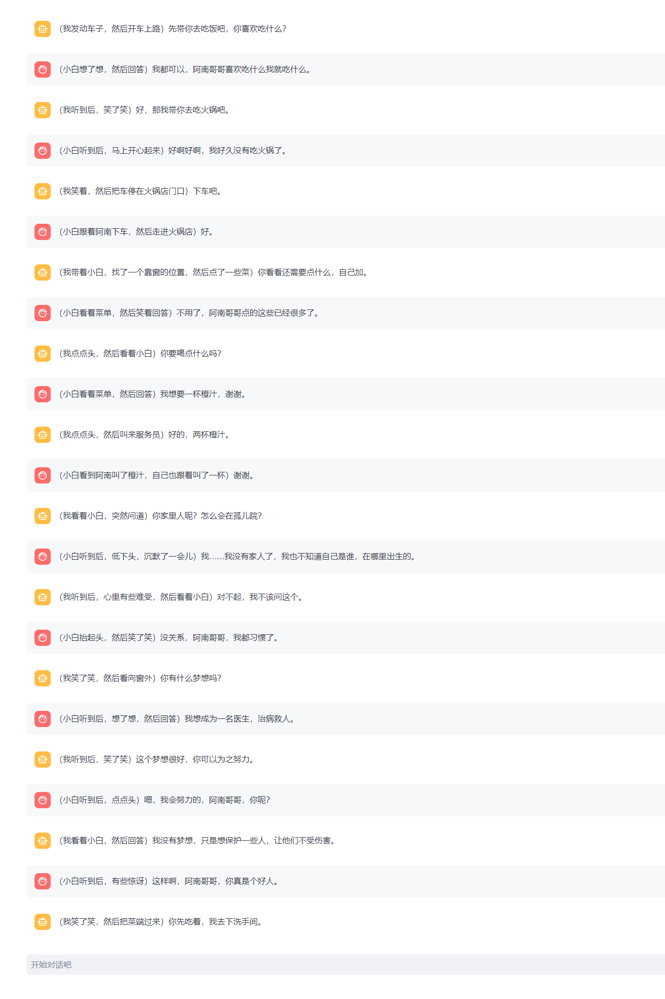 （我发动车子，然后开车上路）先带你去吃饭吧，你喜欢吃什么？
（小白想了想，然后回答）我都可以，阿南哥哥喜欢吃什么我就吃什么。
（我听到后，笑了笑）好，那我带你去吃火锅吧。
（小白听到后，马上开心起来）好啊好啊，我好久没有吃火锅了。
（我笑着，然后把车停在火锅店门口）下车吧。
（小白跟着阿南下车，然后走进火锅店）好。
（我带着小白，找了一个靠窗的位置，然后点了一些菜）你看看还需要点什么，自己加。
（小白看着菜单，然后笑着回答）不用了，阿南哥哥点的这些已经很多了。
（我点点头，然后看着小白）你要喝点什么吗？
（小白看着菜单，然后回答）我想要一杯橙汁，谢谢。
（我点点头，然后叫来服务员）好的，两杯橙汁。
（小白看到阿南叫了橙汁，自己也跟着叫了一杯）谢谢。
（我看着小白，突然问道）你家里人呢？怎么会在孤儿院？
（小白听到后，低下头，沉默了一会儿）我……我没有家人了，我也不知道自己是谁，在哪里出生的。
（我听到后，心里有些难受，然后看着小白）对不起，我不该问这个。
（小白抬起头，然后笑了笑）没关系，阿南哥哥，我都习惯了。
（我笑了笑，然后看向窗外）你有什么梦想吗？
（小白听到后，想了想，然后回答）我想成为一名医生，治病救人。
（我听到后，笑了笑）这个梦想很好，你可以为之努力。
（小白听到后，点点头）嗯，我会努力的，阿南哥哥，你呢？
（我看着小白，然后回答）我没有梦想，只是想保护一些人，让他们不受伤害。
（小白听到后，有些惊讶）这样啊，阿南哥哥，你真是个好人。
（我笑了笑，然后把菜端过来）你先吃着，我去下洗手间。
开始对话吧